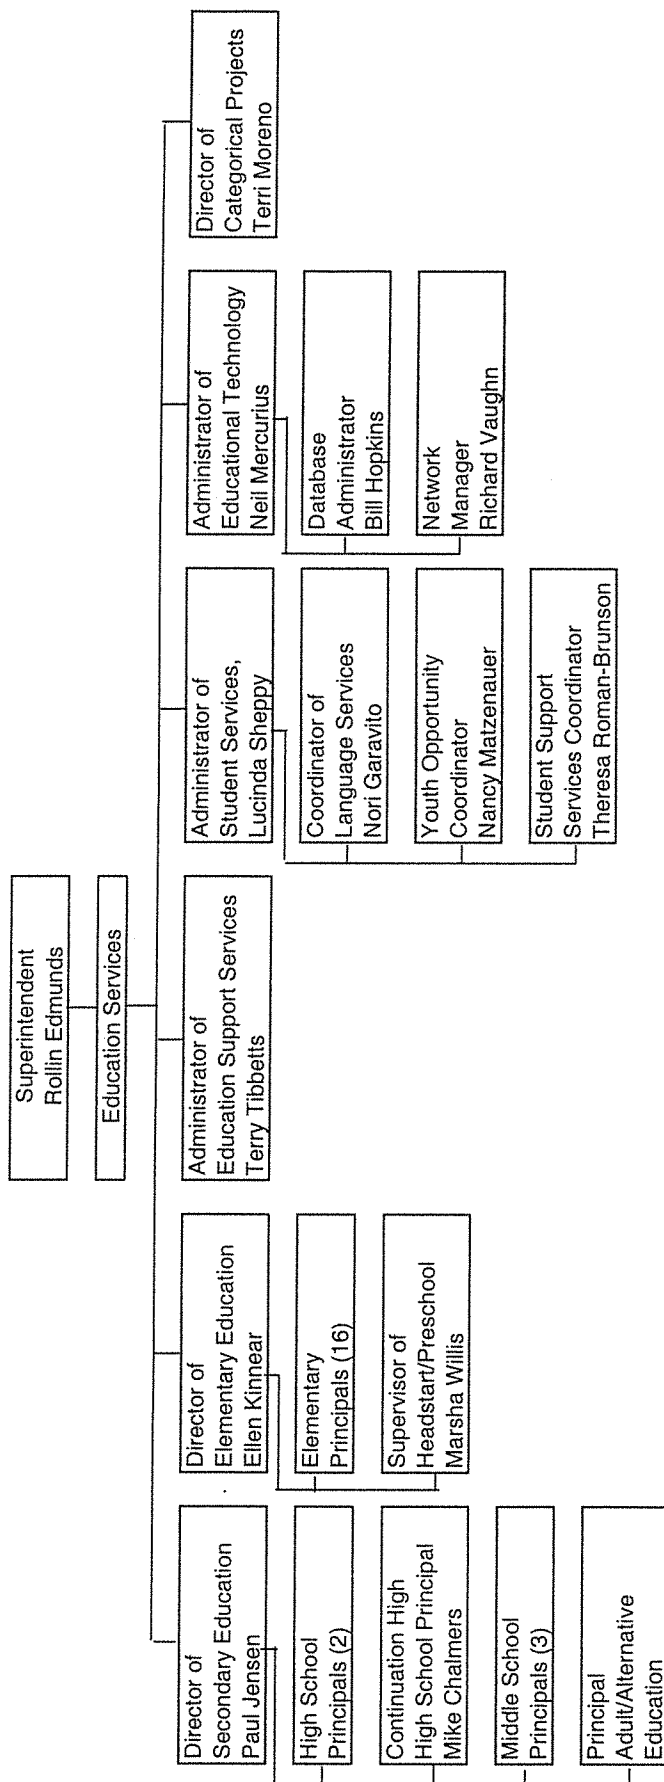 Superintendent
Rollin Edmunds
Education Services
Director of
Secondary Education
Paul Jensen
High School
Principals (2)
Continuation High
High School Principal
Mike Chalmers
Middle School
Principals (3)
Principal
Adult/Alternative
Education
Director of
Elementary Education
Ellen Kinnear
Elementary
Principals (16)
Supervisor of
Headstart/Preschool
Marsha Willis
Administrator of
Education Support Services
Terry Tibbetts
Administrator of
Student Services,
Lucinda Sheppy
Coordinator of
Language Services
Nori Garavito
Youth Opportunity
Coordinator
Nancy Matzenauer
Student Support
Services Coordinator
Theresa Roman-Brunson
Administrator of
Educational Technology
Neil Mercurius
Database
Administrator
Bill Hopkins
Network
Manager
Richard Vaughn
Director of
Categorical Projects
Terri Moreno